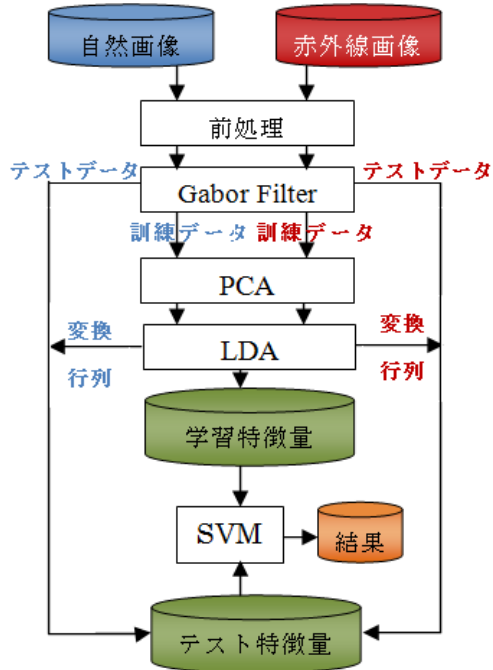 自然画像
赤外線画像
前処理
テストデータ
テストデータ
Gabor Filter
訓練データ
訓練データ
PCA
変換
変換
LDA
行列
行列
学習特徴量
SVM
結果
テスト特徴量